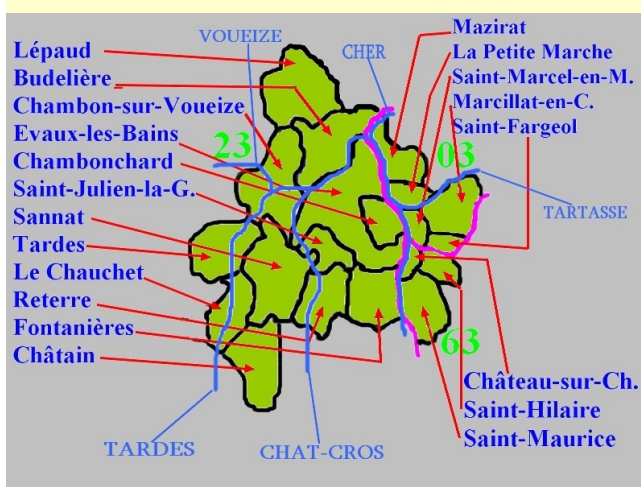 Lépaud
Budelière
Chambon-sur-Voueize
Evaux-les-Bains
Chambonchard
Saint-Julien-la-G.
Sannat
Tardes
Le Chauchet
Reterre
Fontanières
Châtain
VOUEIZE
CHER
23
03
63
TARDES
CHAT-CROS
TARTASSE
Mazirat
La Petite Marche
Saint-Marcel-en-M.
Marcillat-en-C.
Saint-Fargeol
Château-sur-Ch.
Saint-Hilaire
Saint-Maurice